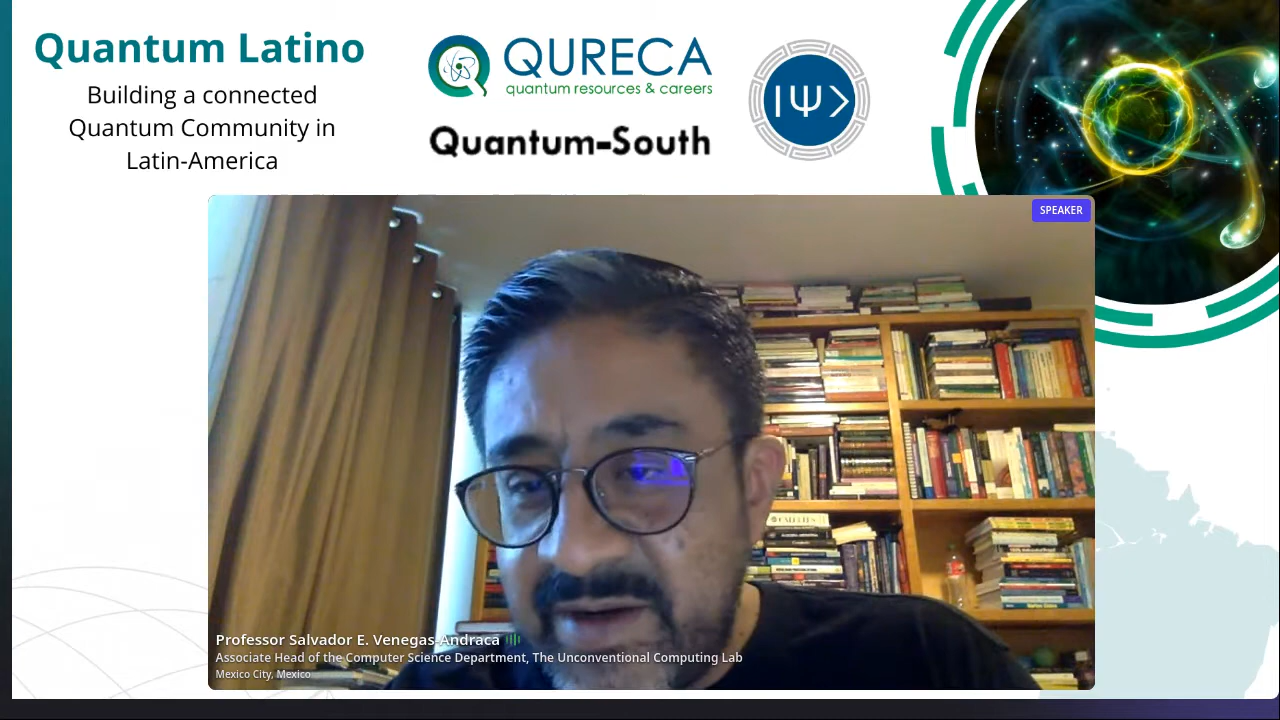 Quantum Latino
Building a connected
Quantum Community in
Latin-America
QURECA
quantum resources & careers
Quantum-South
|Ψ>
SPEAKER
Professor Salvador E. Venegas-Andraca
Associate Head of the Computer Science Department, The Unconventional Computing Lab
Mexico City, Mexico